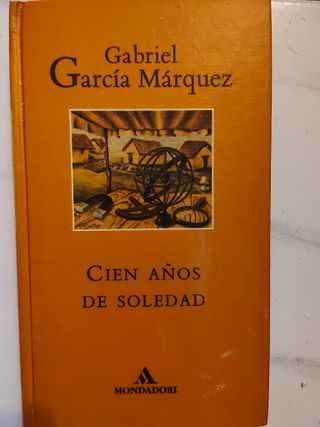 Gabriel
García Márquez
CIEN AÑOS
DE SOLEDAD
MONDADORI